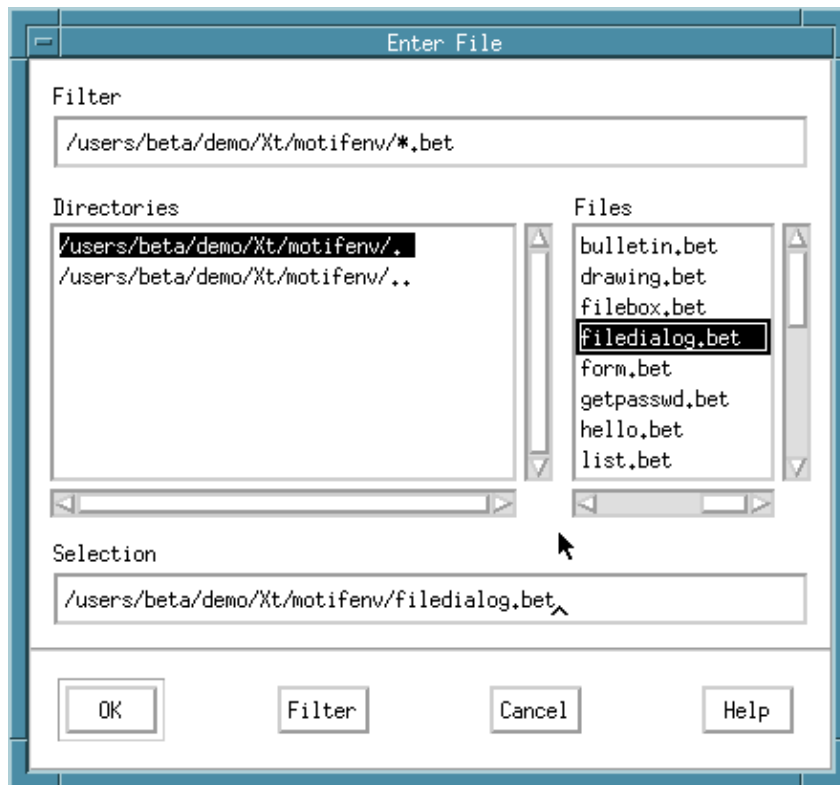 Enter File
Filter
/users/beta/demo/Xt/motifenv/*.bet
Directories
/users/beta/demo/Xt/motifenv/.
/users/beta/demo/Xt/motifenv/..
Files
bulletin.bet
drawing.bet
filebox.bet
filedialog.bet
form.bet
getpasswd.bet
hello.bet
list.bet
Selection
/users/beta/demo/Xt/motifenv/filedialog.bet
OK
Filter
Cancel
Help